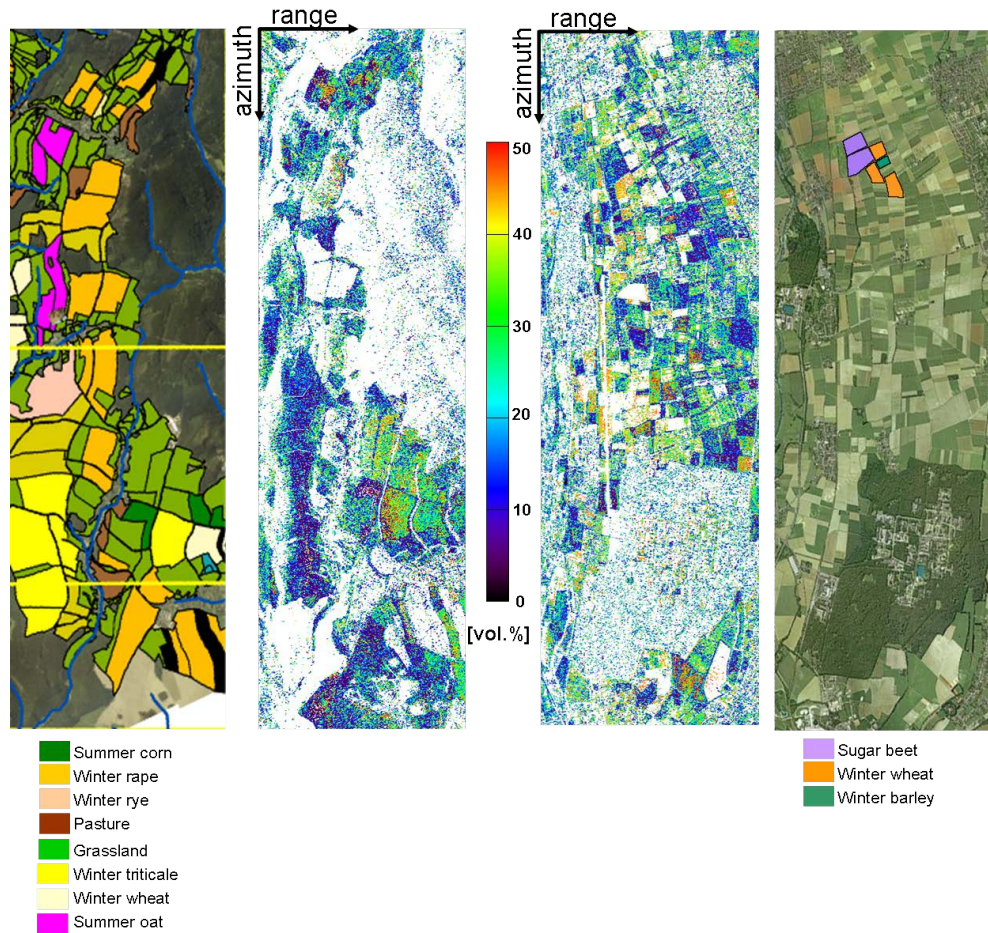 range
range
azimuth
azimuth
50
40
30
20
10
0
[vol.%]
Summer corn
Winter rape
Winter rye
Pasture
Grassland
Winter triticale
Winter wheat
Summer oat
Sugar beet
Winter wheat
Winter barley